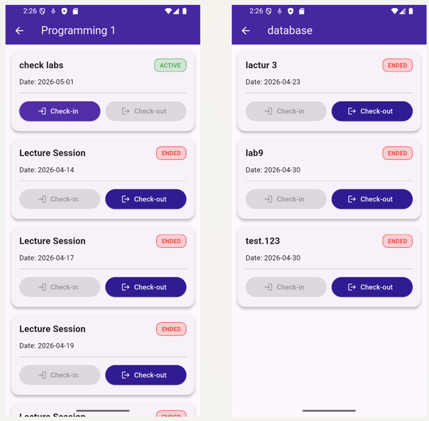 2:26
Programming 1
check labs
ACTIVE
Date: 2026-05-01
Check-in
Check-out
Lecture Session
ENDED
Date: 2026-04-14
Check-in
Check-out
Lecture Session
ENDED
Date: 2026-04-17
Check-in
Check-out
Lecture Session
ENDED
Date: 2026-04-19
Check-in
Check-out
Lecture Session
ENDED
2:26
database
lactur 3
ENDED
Date: 2026-04-23
Check-in
Check-out
lab9
ENDED
Date: 2026-04-30
Check-in
Check-out
test.123
ENDED
Date: 2026-04-30
Check-in
Check-out